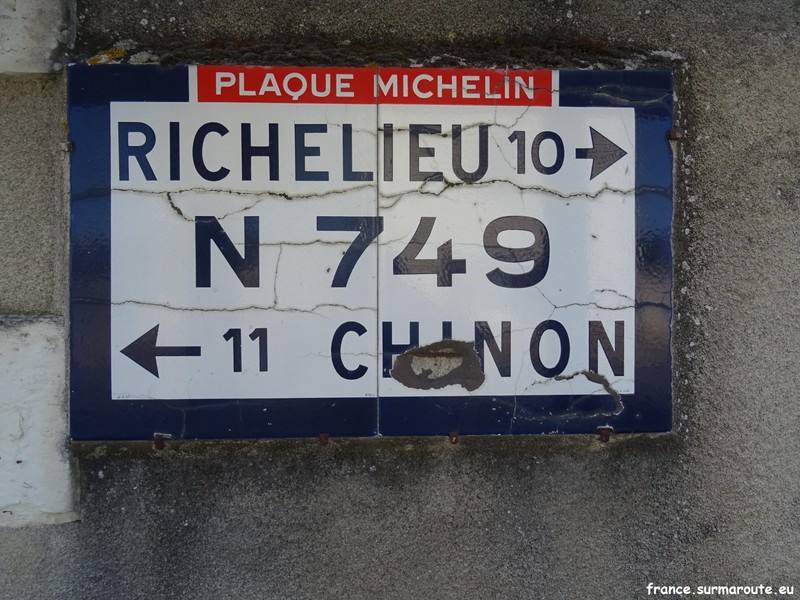 PLAQUE MICHELIN
RICHELIEU 10 →
N 749
← 11 CHINON
france.surmaroute.eu